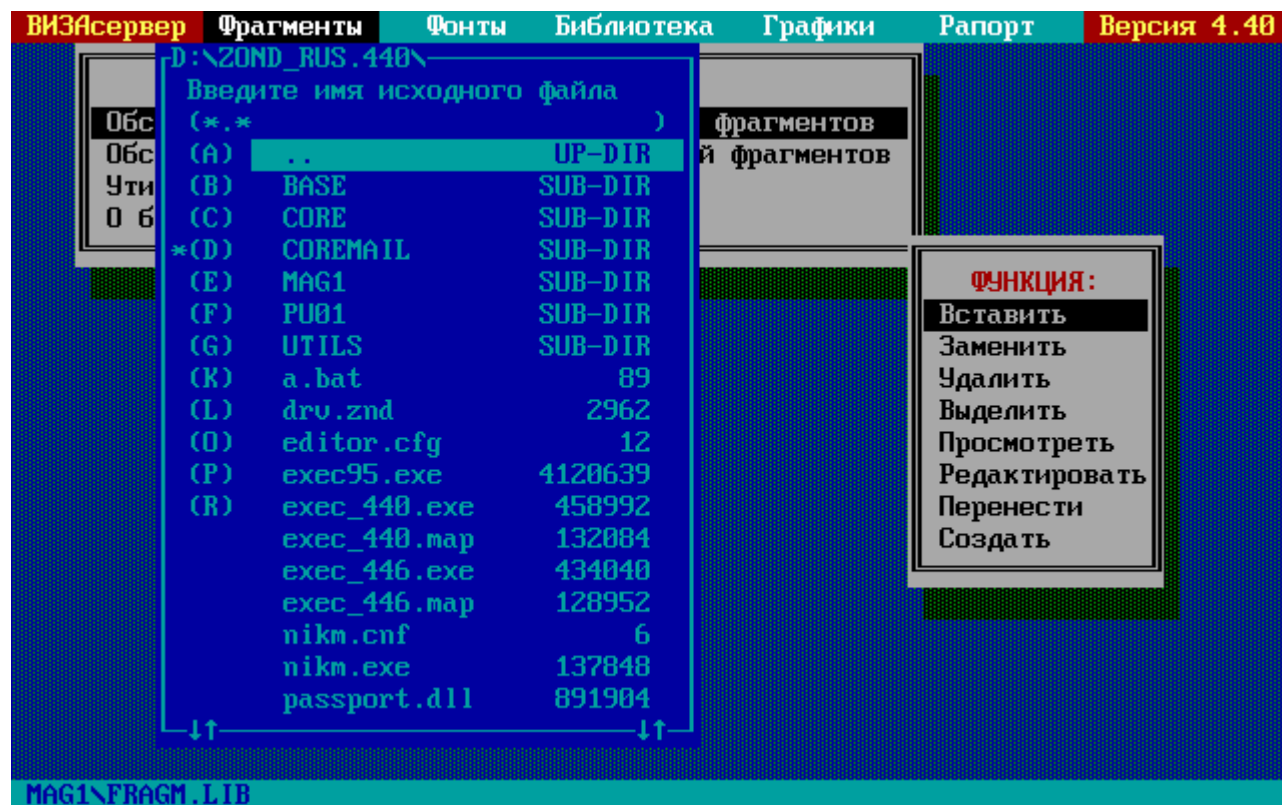 ВИЗАсервер Фрагменты Фонты Библиотека Графики Рапорт Версия 4.40
D:\ZOND_RUS.440\
Введите имя исходного файла
(*.* )
(A) .. UP-DIR
(B) BASE SUB-DIR
(C) CORE SUB-DIR
*(D) COREMAIL SUB-DIR
(E) MAG1 SUB-DIR
(F) PU01 SUB-DIR
(G) UTILS SUB-DIR
(K) a.bat 89
(L) drv.znd 2962
(O) editor.cfg 12
(P) exec95.exe 4120639
(R) exec_440.exe 458992
exec_440.map 132084
exec_446.exe 434040
exec_446.map 128952
nikm.cnf 6
nikm.exe 137848
passport.dll 891904
↓↑ ↓↑
Обс фрагментов
Обс й фрагментов
Ути
О б
ФУНКЦИЯ:
Вставить
Заменить
Удалить
Выделить
Просмотреть
Редактировать
Перенести
Создать
MAG1\FRAGM.LIB